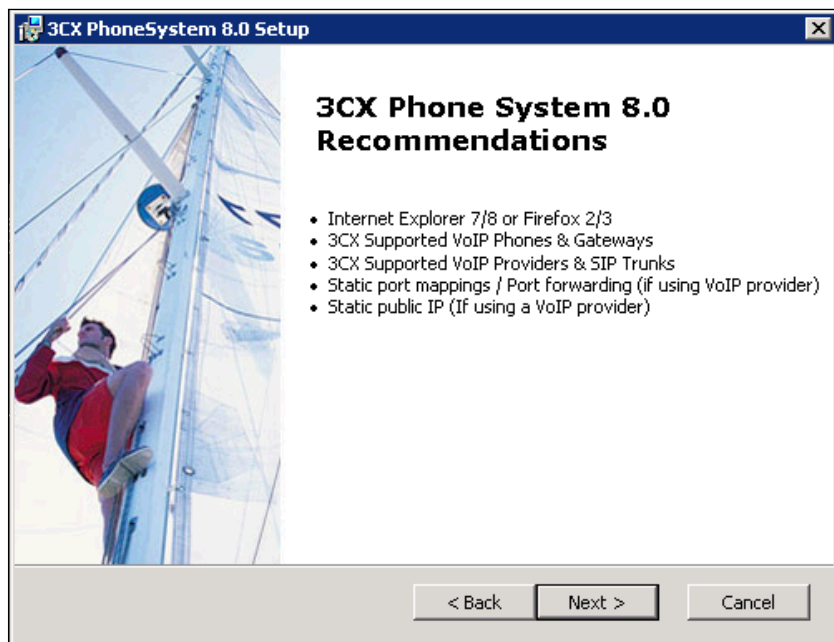 3CX PhoneSystem 8.0 Setup
3CX Phone System 8.0
Recommendations
• Internet Explorer 7/8 or Firefox 2/3
• 3CX Supported VoIP Phones & Gateways
• 3CX Supported VoIP Providers & SIP Trunks
• Static port mappings / Port forwarding (if using VoIP provider)
• Static public IP (If using a VoIP provider)
< Back
Next >
Cancel